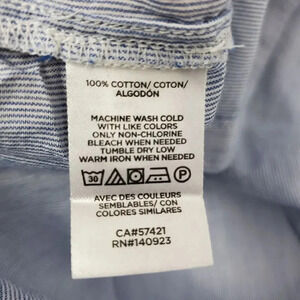 100% COTTON/ COTON/
ALGODÓN
MACHINE WASH COLD
WITH LIKE COLORS
ONLY NON-CHLORINE
BLEACH WHEN NEEDED
TUMBLE DRY LOW
WARM IRON WHEN NEEDED
30
AVEC DES COULEURS
SEMBLABLES/ CON
COLORES SIMILARES
CA#57421
RN#140923